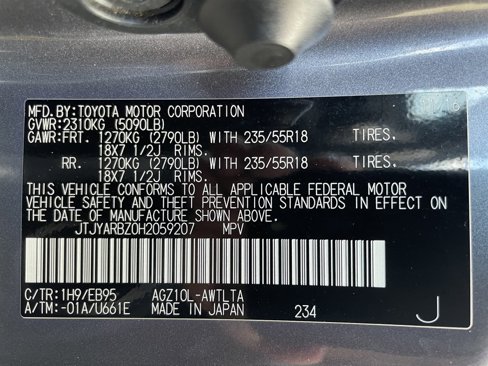 MFD.BY:TOYOTA MOTOR CORPORATION
GVWR:2310KG (5090LB)
GAWR:FRT. 1270KG (2790LB) WITH 235/55R18 TIRES,
18X7 1/2J RIMS.
RR. 1270KG (2790LB) WITH 235/55R18 TIRES,
18X7 1/2J RIMS.
THIS VEHICLE CONFORMS TO ALL APPLICABLE FEDERAL MOTOR
VEHICLE SAFETY AND THEFT PREVENTION STANDARDS IN EFFECT
ON THE DATE OF MANUFACTURE SHOWN ABOVE.
JTJYARBZ0H2059207 MPV
C/TR:1H9/EB95 AGZ10L-AWTLTA
A/TM:-01A/U661E MADE IN JAPAN 234 J